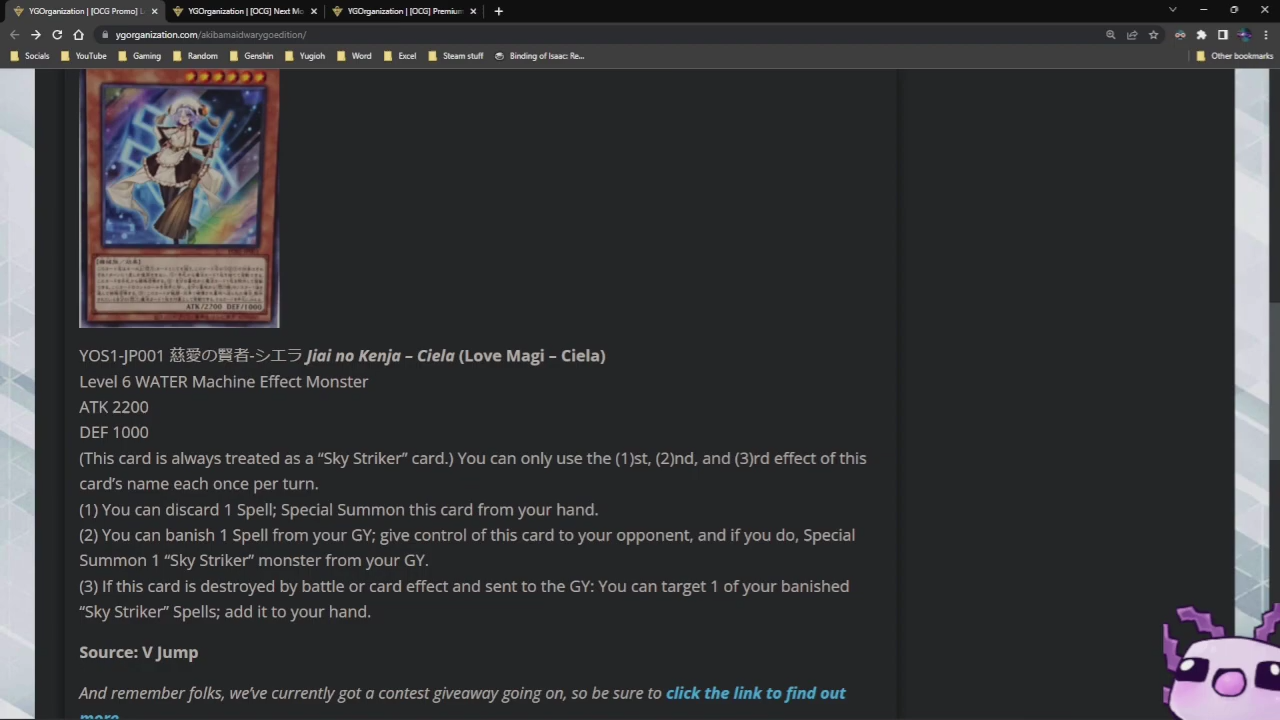 YGOrganization | [OCG Promo] L
YGOrganization | [OCG] Next Mo
YGOrganization | [OCG] Premium
ygorganization.com/akibamaidwarygoedition/
Socials
YouTube
Gaming
Random
Genshin
Yugioh
Word
Excel
Steam stuff
Binding of Isaac: Re...
Other bookmarks
ATK/2200 DEF/1000
YOS1-JP001 慈愛の賢者-シエラ Jiai no Kenja – Ciela (Love Magi – Ciela)
Level 6 WATER Machine Effect Monster
ATK 2200
DEF 1000
(This card is always treated as a “Sky Striker” card.) You can only use the (1)st, (2)nd, and (3)rd effect of this
card’s name each once per turn.
(1) You can discard 1 Spell; Special Summon this card from your hand.
(2) You can banish 1 Spell from your GY; give control of this card to your opponent, and if you do, Special
Summon 1 “Sky Striker” monster from your GY.
(3) If this card is destroyed by battle or card effect and sent to the GY: You can target 1 of your banished
“Sky Striker” Spells; add it to your hand.
Source: V Jump
And remember folks, we’ve currently got a contest giveaway going on, so be sure to click the link to find out
more